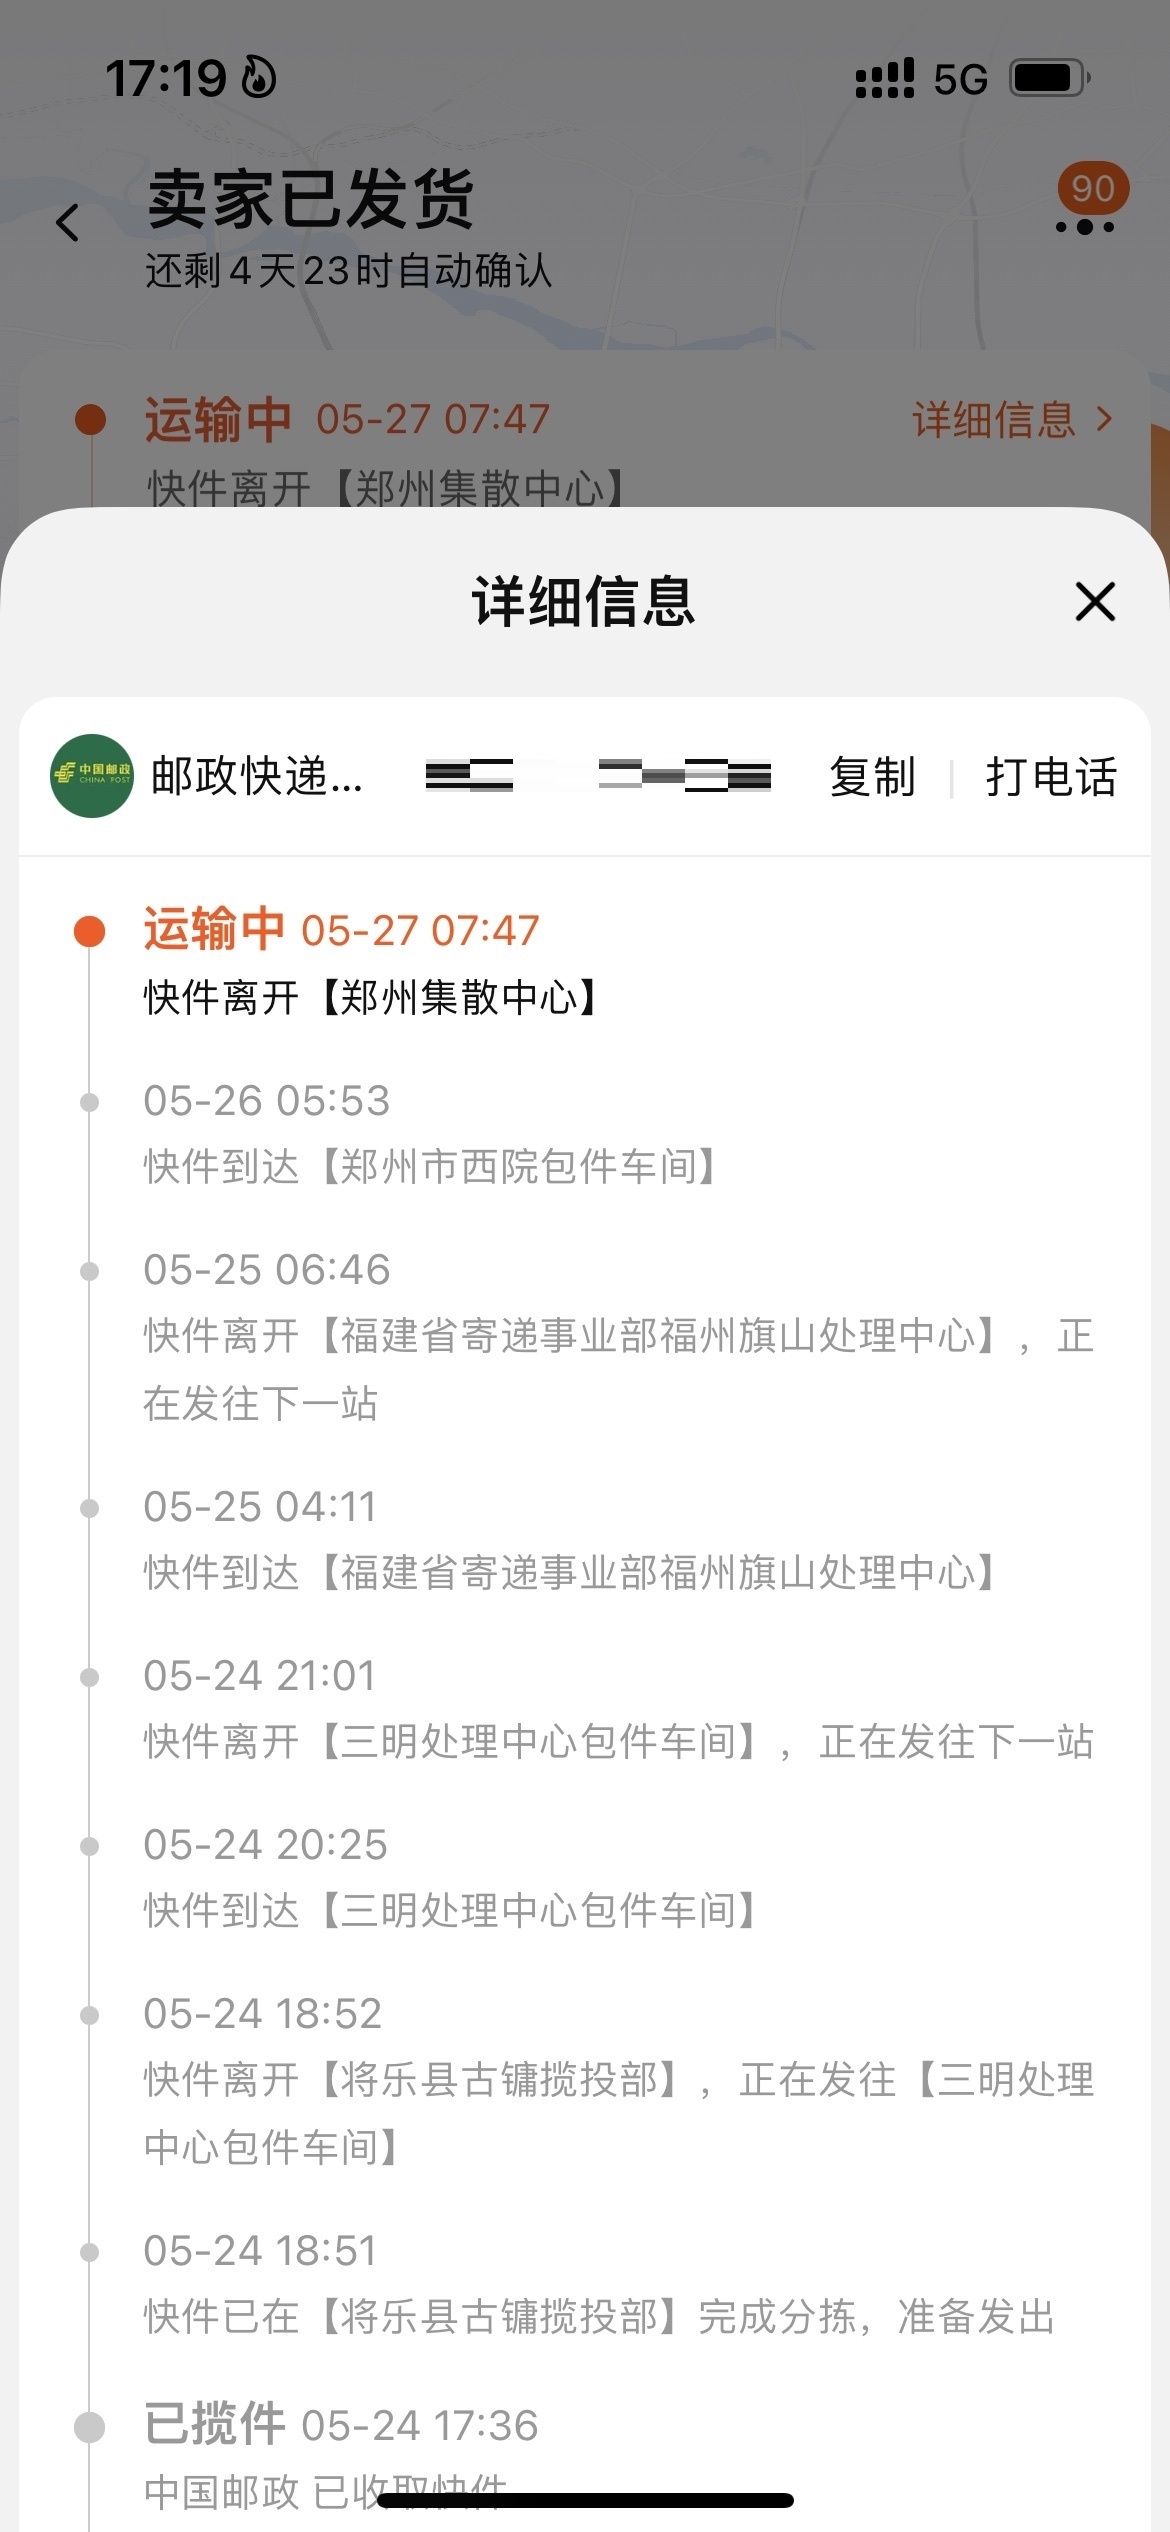 17:19
5G
卖家已发货
90
还剩4天23时自动确认
运输中 05-27 07:47
详细信息
快件离开【郑州集散中心】
详细信息
中国邮政
CHINA POST
邮政快递...
复制
打电话
运输中 05-27 07:47
快件离开【郑州集散中心】
05-26 05:53
快件到达【郑州市西院包件车间】
05-25 06:46
快件离开【福建省寄递事业部福州旗山处理中心】，正
在发往下一站
05-25 04:11
快件到达【福建省寄递事业部福州旗山处理中心】
05-24 21:01
快件离开【三明处理中心包件车间】，正在发往下一站
05-24 20:25
快件到达【三明处理中心包件车间】
05-24 18:52
快件离开【将乐县古镛揽投部】，正在发往【三明处理
中心包件车间】
05-24 18:51
快件已在【将乐县古镛揽投部】完成分拣，准备发出
已揽件 05-24 17:36
中国邮政 已收取快件